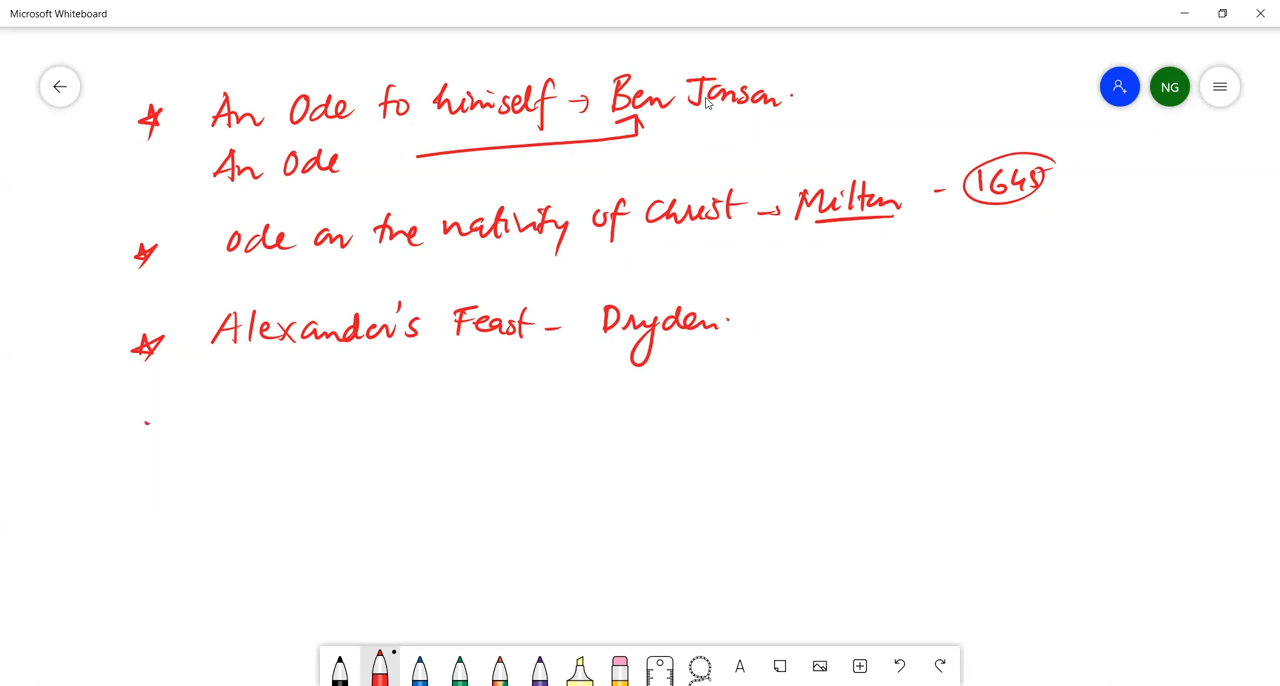 Microsoft Whiteboard
NG
An Ode to himiself → Ben Jonson.
An Ode
Ode on the nativity of Christ → Milton - 1645
Alexander's Feast - Dryden.
A